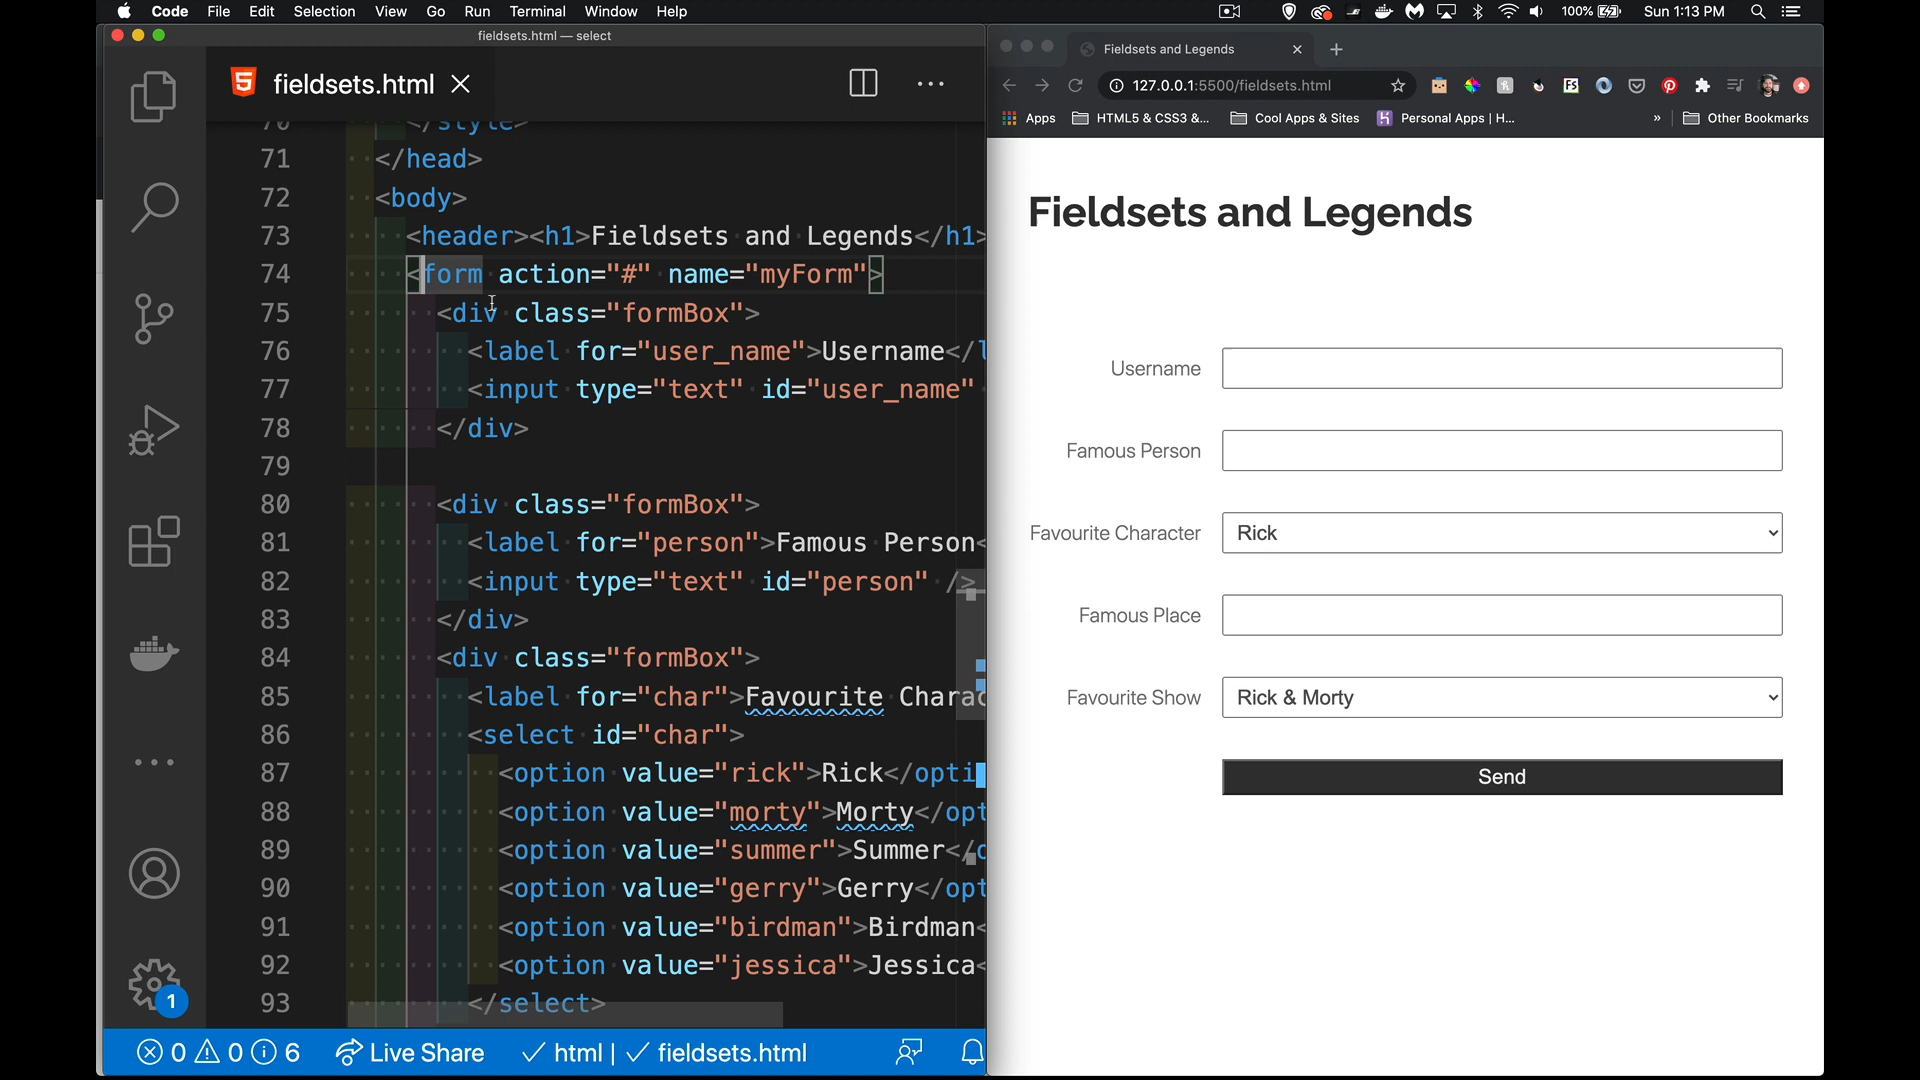 Code File Edit Selection View Go Run Terminal Window Help 100% Sun 1:13 PM
fieldsets.html — select
fieldsets.html
70 </style>
71 </head>
72 <body>
73 <header><h1>Fieldsets and Legends</h1>
74 <form action="#" name="myForm">
75 <div class="formBox">
76 <label for="user_name">Username</l
77 <input type="text" id="user_name"
78 </div>
79
80 <div class="formBox">
81 <label for="person">Famous Person<
82 <input type="text" id="person" />
83 </div>
84 <div class="formBox">
85 <label for="char">Favourite Charac
86 <select id="char">
87 <option value="rick">Rick</opti
88 <option value="morty">Morty</opt
89 <option value="summer">Summer</o
90 <option value="gerry">Gerry</opt
91 <option value="birdman">Birdman<
92 <option value="jessica">Jessica<
93 </select>
1
0 0 6 Live Share html | fieldsets.html
Fieldsets and Legends
127.0.0.1:5500/fieldsets.html
Apps HTML5 & CSS3 &... Cool Apps & Sites Personal Apps | H... » Other Bookmarks
Fieldsets and Legends
Username
Famous Person
Favourite Character Rick
Famous Place
Favourite Show Rick & Morty
Send